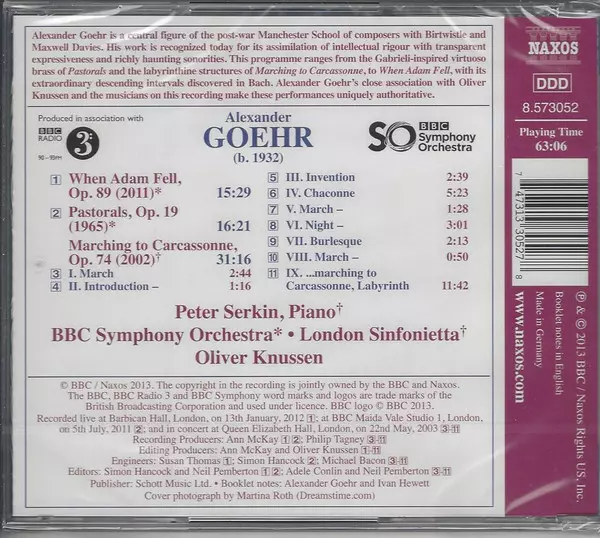 Alexander Goehr is a central figure of the post-war Manchester School of composers with Birtwistle and
Maxwell Davies. His work is recognized today for its assimilation of intellectual rigour with transparent
expressiveness and richly haunting sonorities. This programme ranges from the Gabrieli-inspired virtuoso
brass of Pastorals and the labyrinthine structures of Marching to Carcassonne, to When Adam Fell, with its
extraordinary descending intervals discovered in Bach. Alexander Goehr's close association with Oliver
Knussen and the musicians on this recording make these performances uniquely authoritative.
NAXOS
DDD
8.573052
Playing Time
63:06
Produced in association with
BBC
RADIO
3
90 – 93FM
Alexander
GOEHR
(b. 1932)
SO
BBC
Symphony
Orchestra
1 When Adam Fell,
Op. 89 (2011)* 15:29
2 Pastorals, Op. 19
(1965)* 16:21
Marching to Carcassonne,
Op. 74 (2002)† 31:16
3 I. March 2:44
4 II. Introduction – 1:16
5 III. Invention 2:39
6 IV. Chaconne 5:23
7 V. March – 1:28
8 VI. Night – 3:01
9 VII. Burlesque 2:13
10 VIII. March – 0:50
11 IX. ...marching to
Carcassonne, Labyrinth 11:42
Peter Serkin, Piano†
BBC Symphony Orchestra* • London Sinfonietta†
Oliver Knussen
© BBC / Naxos 2013. The copyright in the recording is jointly owned by the BBC and Naxos.
The BBC, BBC Radio 3 and BBC Symphony word marks and logos are trade marks of the
British Broadcasting Corporation and used under licence. BBC logo © BBC 2013.
Recorded live at Barbican Hall, London, on 13th January, 2012 1; at BBC Maida Vale Studio 1, London,
on 5th July, 2011 2; and in concert at Queen Elizabeth Hall, London, on 22nd May, 2003 3-11
Recording Producers: Ann McKay 1 2; Philip Tagney 3-11
Editing Producers: Ann McKay and Oliver Knussen 1-11
Engineers: Susan Thomas 1; Simon Hancock 2; Michael Bacon 3-11
Editors: Simon Hancock and Neil Pemberton 1 2; Adele Conlin and Neil Pemberton 3-11
Publisher: Schott Music Ltd. • Booklet notes: Alexander Goehr and Ivan Hewett
Cover photograph by Martina Roth (Dreamstime.com)
7 47313 30527 8
www.naxos.com
Made in Germany
Booklet notes in English
℗ & © 2013 BBC / Naxos Rights US, Inc.